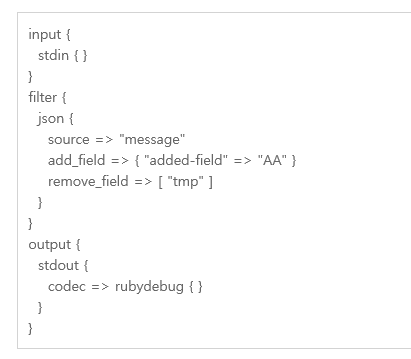 input {
stdin { }
}
filter {
json {
source => "message"
add_field => { "added-field" => "AA" }
remove_field => [ "tmp" ]
}
}
output {
stdout {
codec => rubydebug { }
}
}